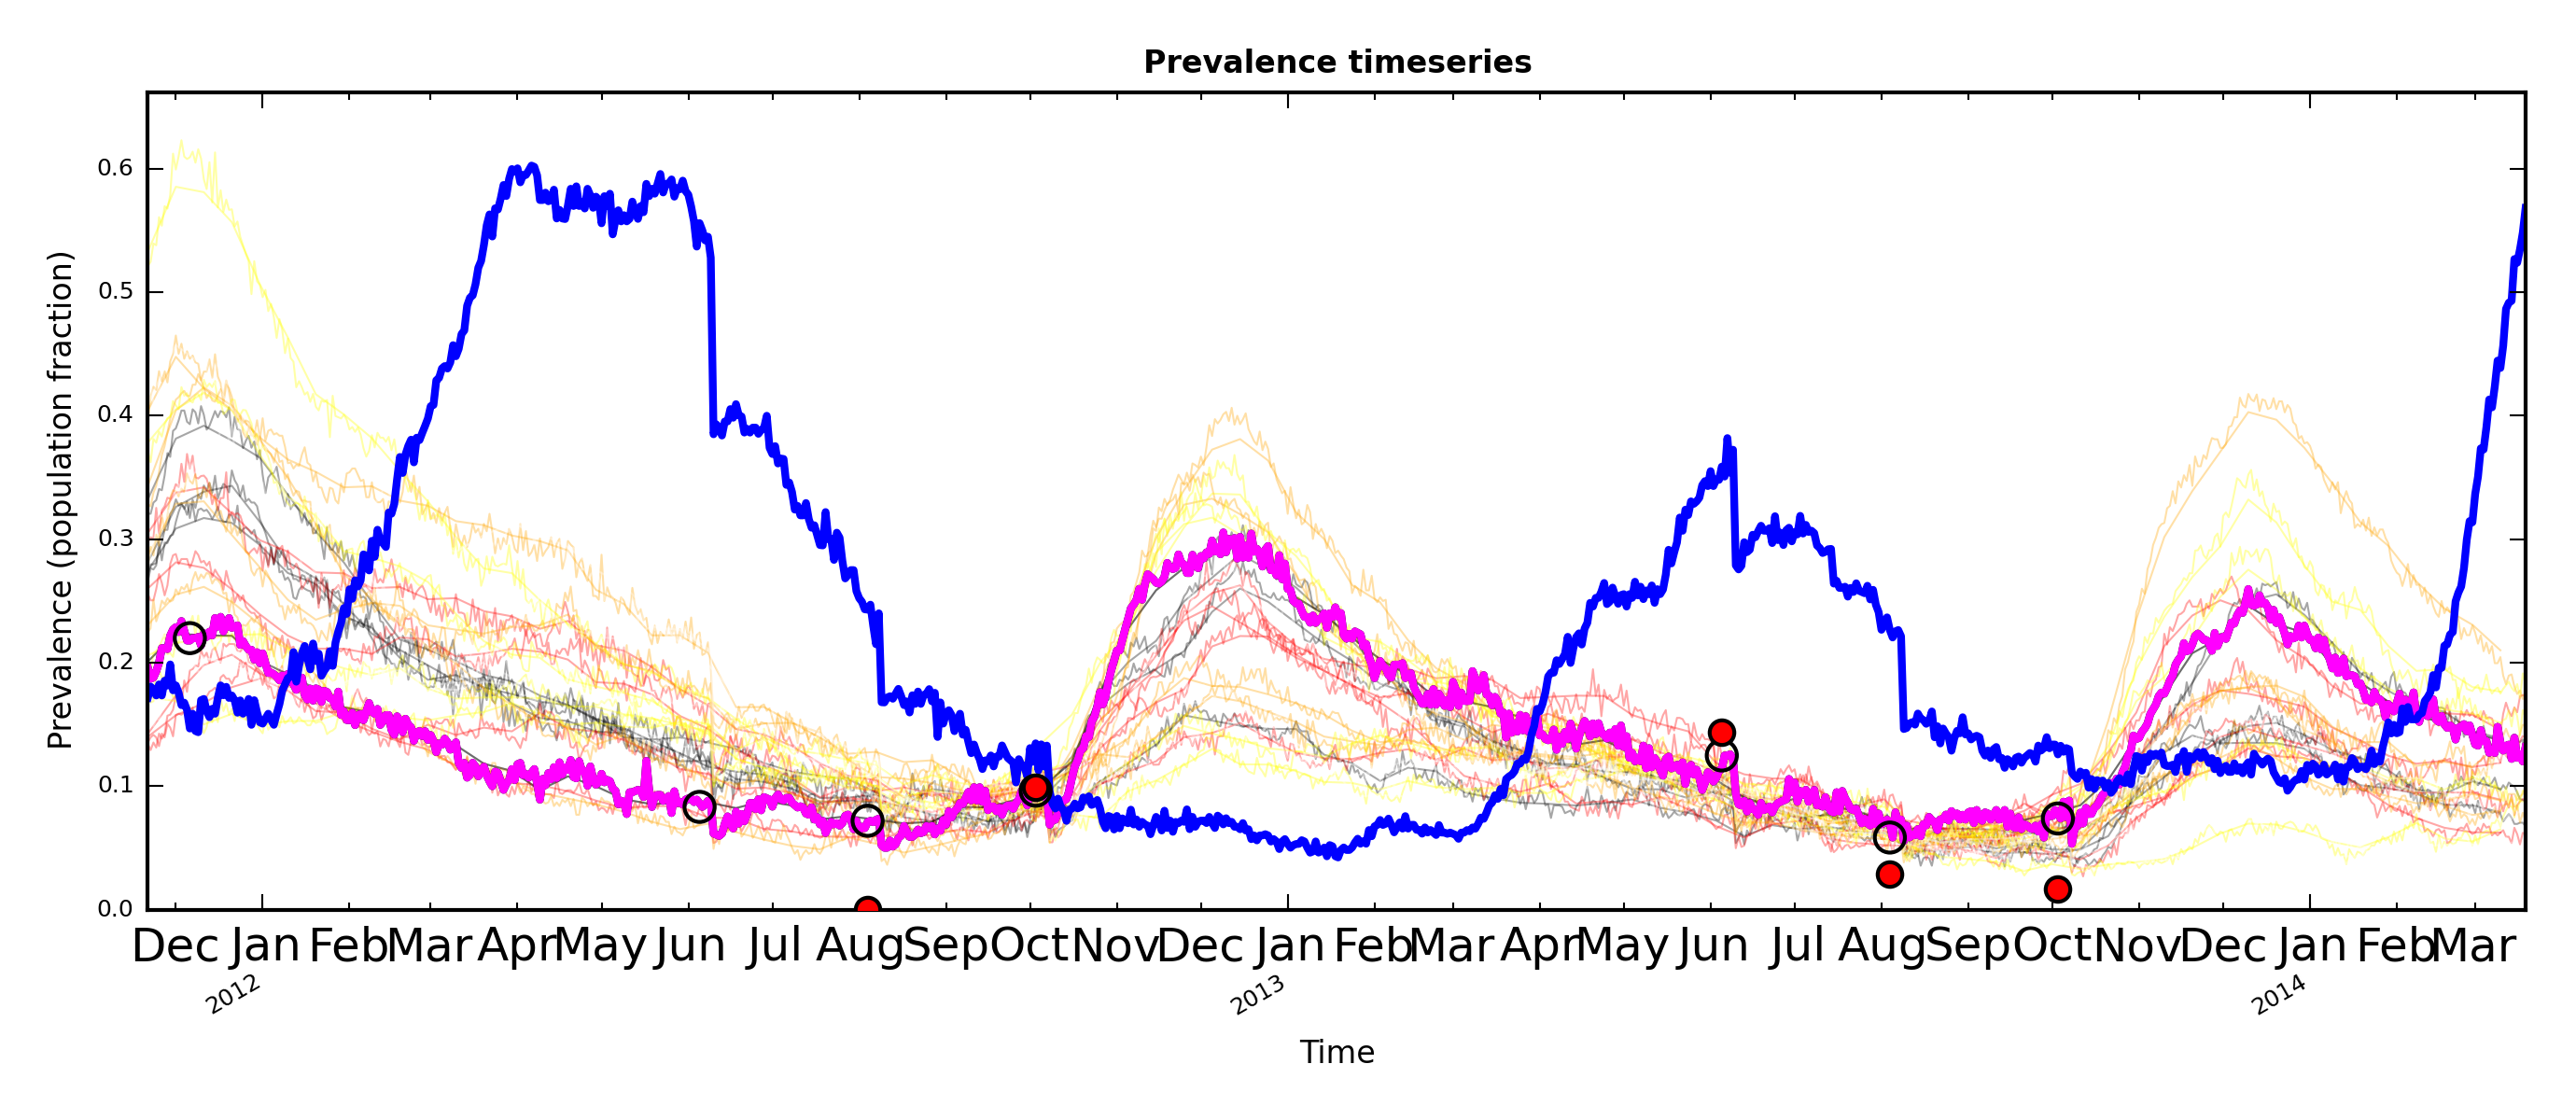 Prevalence timeseries
Prevalence (population fraction)
0.6
0.5
0.4
0.3
0.2
0.1
0.0
Dec Jan Feb Mar Apr May Jun Jul Aug Sep Oct Nov Dec Jan Feb Mar Apr May Jun Jul Aug Sep Oct Nov Dec Jan Feb Mar
2012 2013 2014
Time